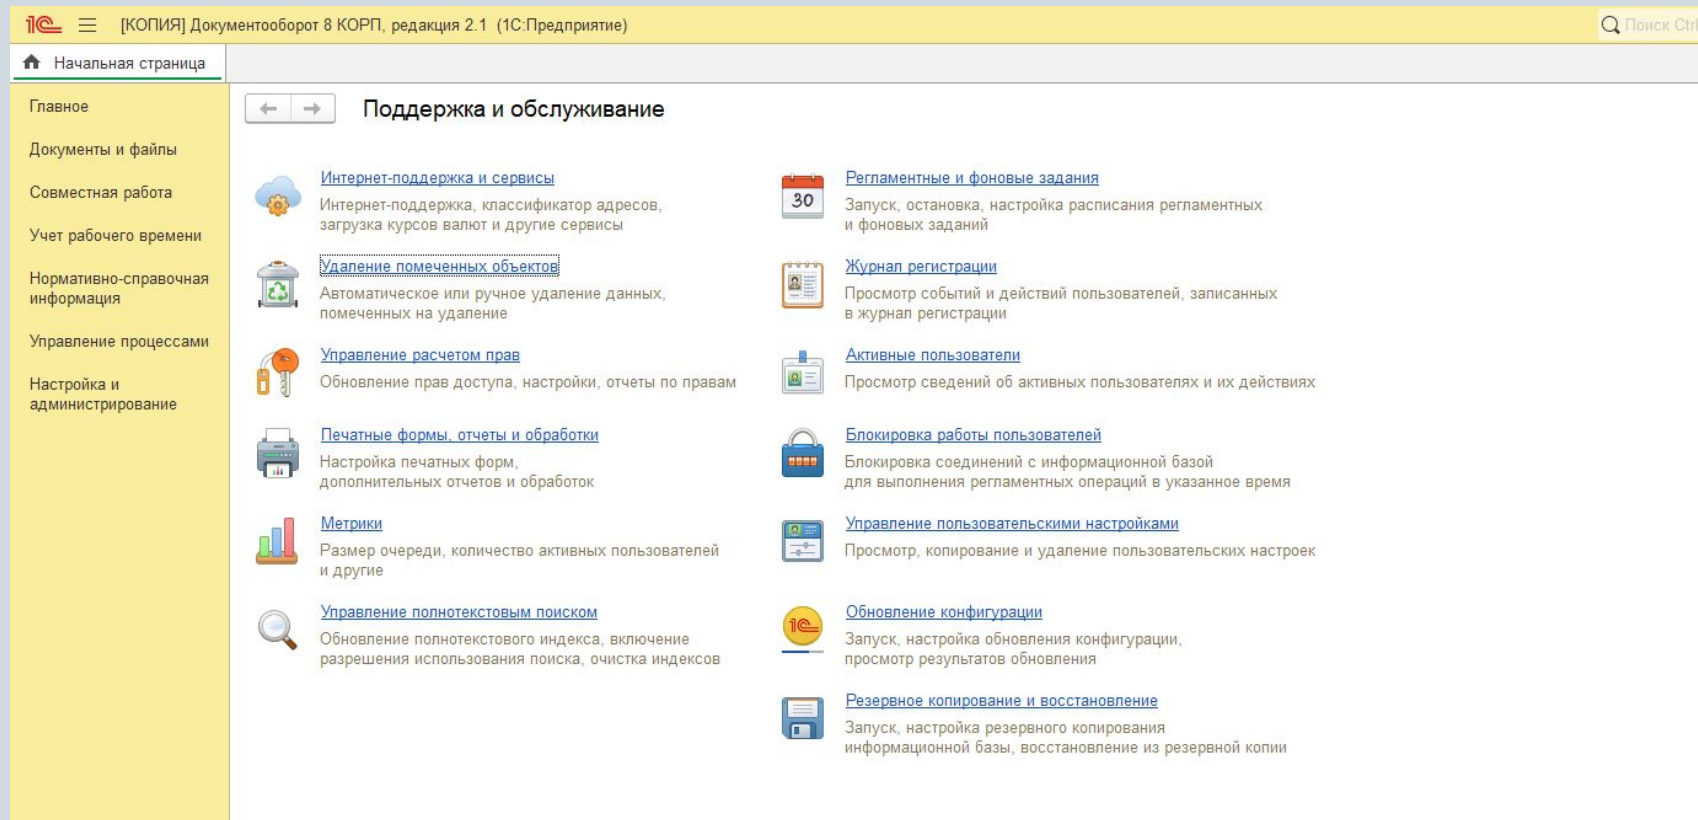 1С [КОПИЯ] Документооборот 8 КОРП, редакция 2.1 (1С:Предприятие) Поиск Ctrl
Начальная страница
Главное
Документы и файлы
Совместная работа
Учет рабочего времени
Нормативно-справочная
информация
Управление процессами
Настройка и
администрирование
Поддержка и обслуживание
Интернет-поддержка и сервисы
Интернет-поддержка, классификатор адресов,
загрузка курсов валют и другие сервисы
Удаление помеченных объектов
Автоматическое или ручное удаление данных,
помеченных на удаление
Управление расчетом прав
Обновление прав доступа, настройки, отчеты по правам
Печатные формы, отчеты и обработки
Настройка печатных форм,
дополнительных отчетов и обработок
Метрики
Размер очереди, количество активных пользователей
и другие
Управление полнотекстовым поиском
Обновление полнотекстового индекса, включение
разрешения использования поиска, очистка индексов
30
Регламентные и фоновые задания
Запуск, остановка, настройка расписания регламентных
и фоновых заданий
Журнал регистрации
Просмотр событий и действий пользователей, записанных
в журнал регистрации
Активные пользователи
Просмотр сведений об активных пользователях и их действиях
Блокировка работы пользователей
Блокировка соединений с информационной базой
для выполнения регламентных операций в указанное время
Управление пользовательскими настройками
Просмотр, копирование и удаление пользовательских настроек
1С
Обновление конфигурации
Запуск, настройка обновления конфигурации,
просмотр результатов обновления
Резервное копирование и восстановление
Запуск, настройка резервного копирования
информационной базы, восстановление из резервной копии